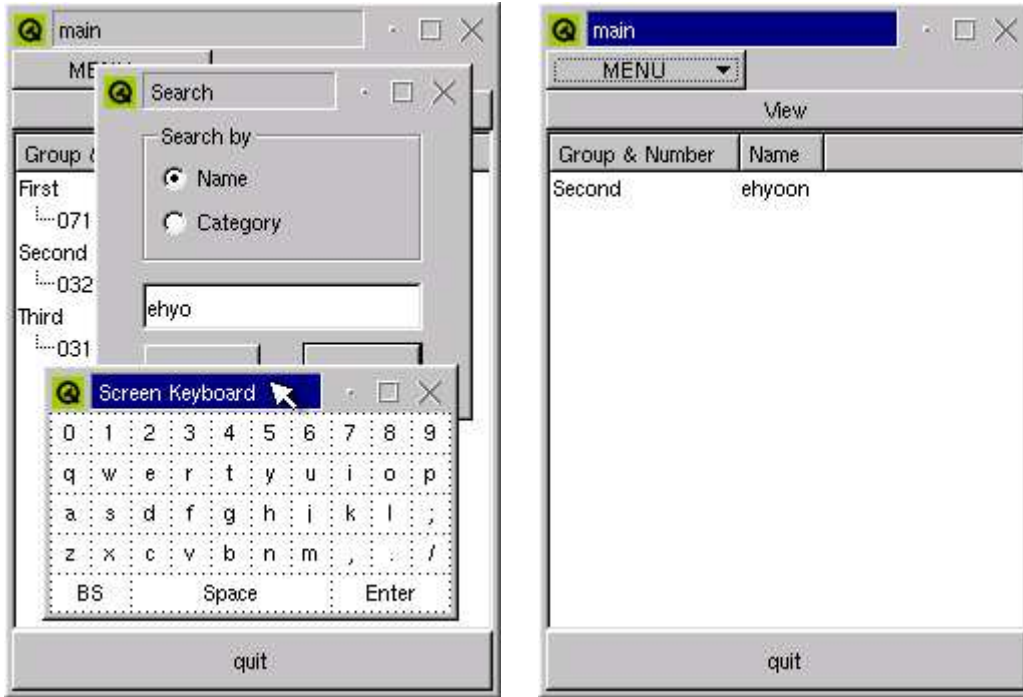 main
ME
Search
Group
Search by
First
Name
071
Category
Second
032
ehyo
Third
031
Screen Keyboard
0 1 2 3 4 5 6 7 8 9
q w e r t y u i o p
a s d f g h j k l ;
z x c v b n m , . /
BS Space Enter
quit
main
MENU
View
Group & Number Name
Second ehyoon
quit